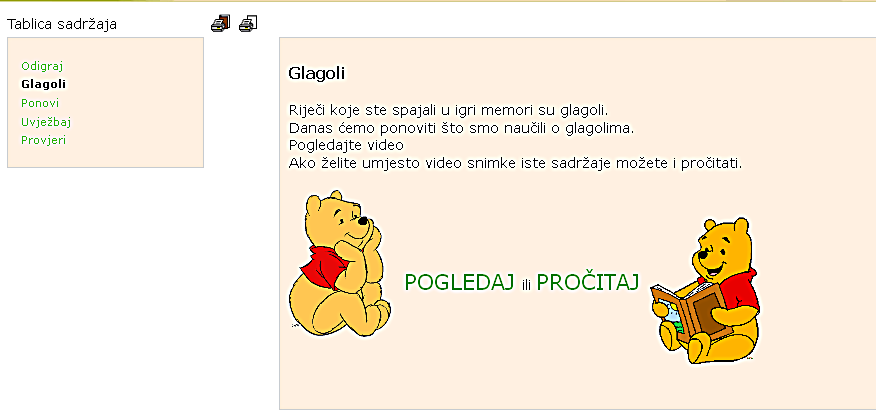 Tablica sadržaja
Odigraj
Glagoli
Ponovi
Uvježbaj
Provjeri
Glagoli
Riječi koje ste spajali u igri memori su glagoli.
Danas ćemo ponoviti što smo naučili o glagolima.
Pogledajte video
Ako želite umjesto video snimke iste sadržaje možete i pročitati.
POGLEDAJ ili PROČITAJ